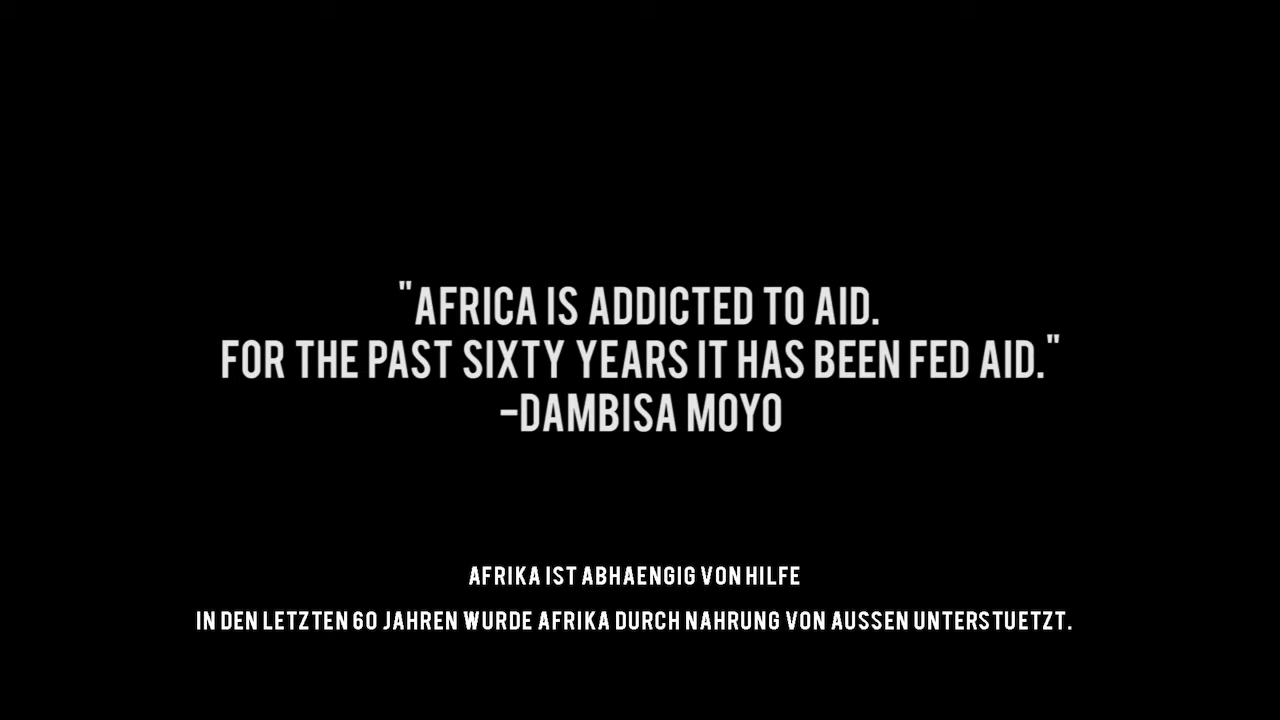 "AFRICA IS ADDICTED TO AID.
FOR THE PAST SIXTY YEARS IT HAS BEEN FED AID."
-DAMBISA MOYO
AFRIKA IST ABHAENGIG VON HILFE
IN DEN LETZTEN 60 JAHREN WURDE AFRIKA DURCH NAHRUNG VON AUSSEN UNTERSTUETZT.